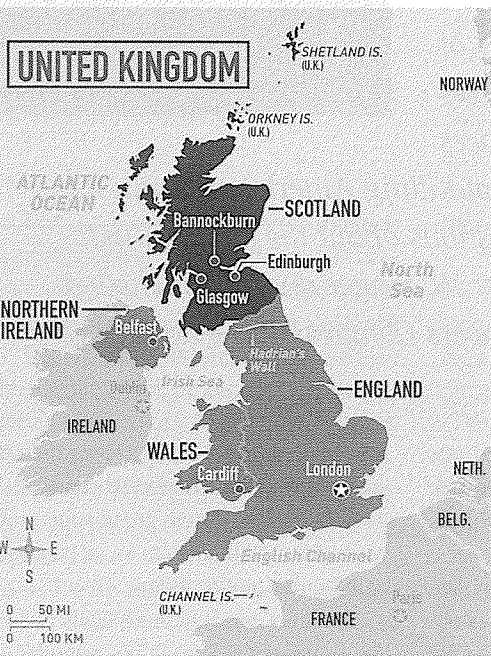 SHETLAND IS.
(U.K.)
UNITED KINGDOM
NORWAY
ORKNEY IS.
(U.K.)
ATLANTIC
OCEAN
SCOTLAND
Bannockburn
Edinburgh
North
Sea
Glasgow
NORTHERN
IRELAND
Belfast
Hadrian's
Wall
Irish Sea
Dublin
ENGLAND
IRELAND
WALES
Cardiff
London
NETH.
BELG.
N
W
E
S
English Channel
CHANNEL IS.
(U.K.)
Paris
FRANCE
0 50 MI
0 100 KM